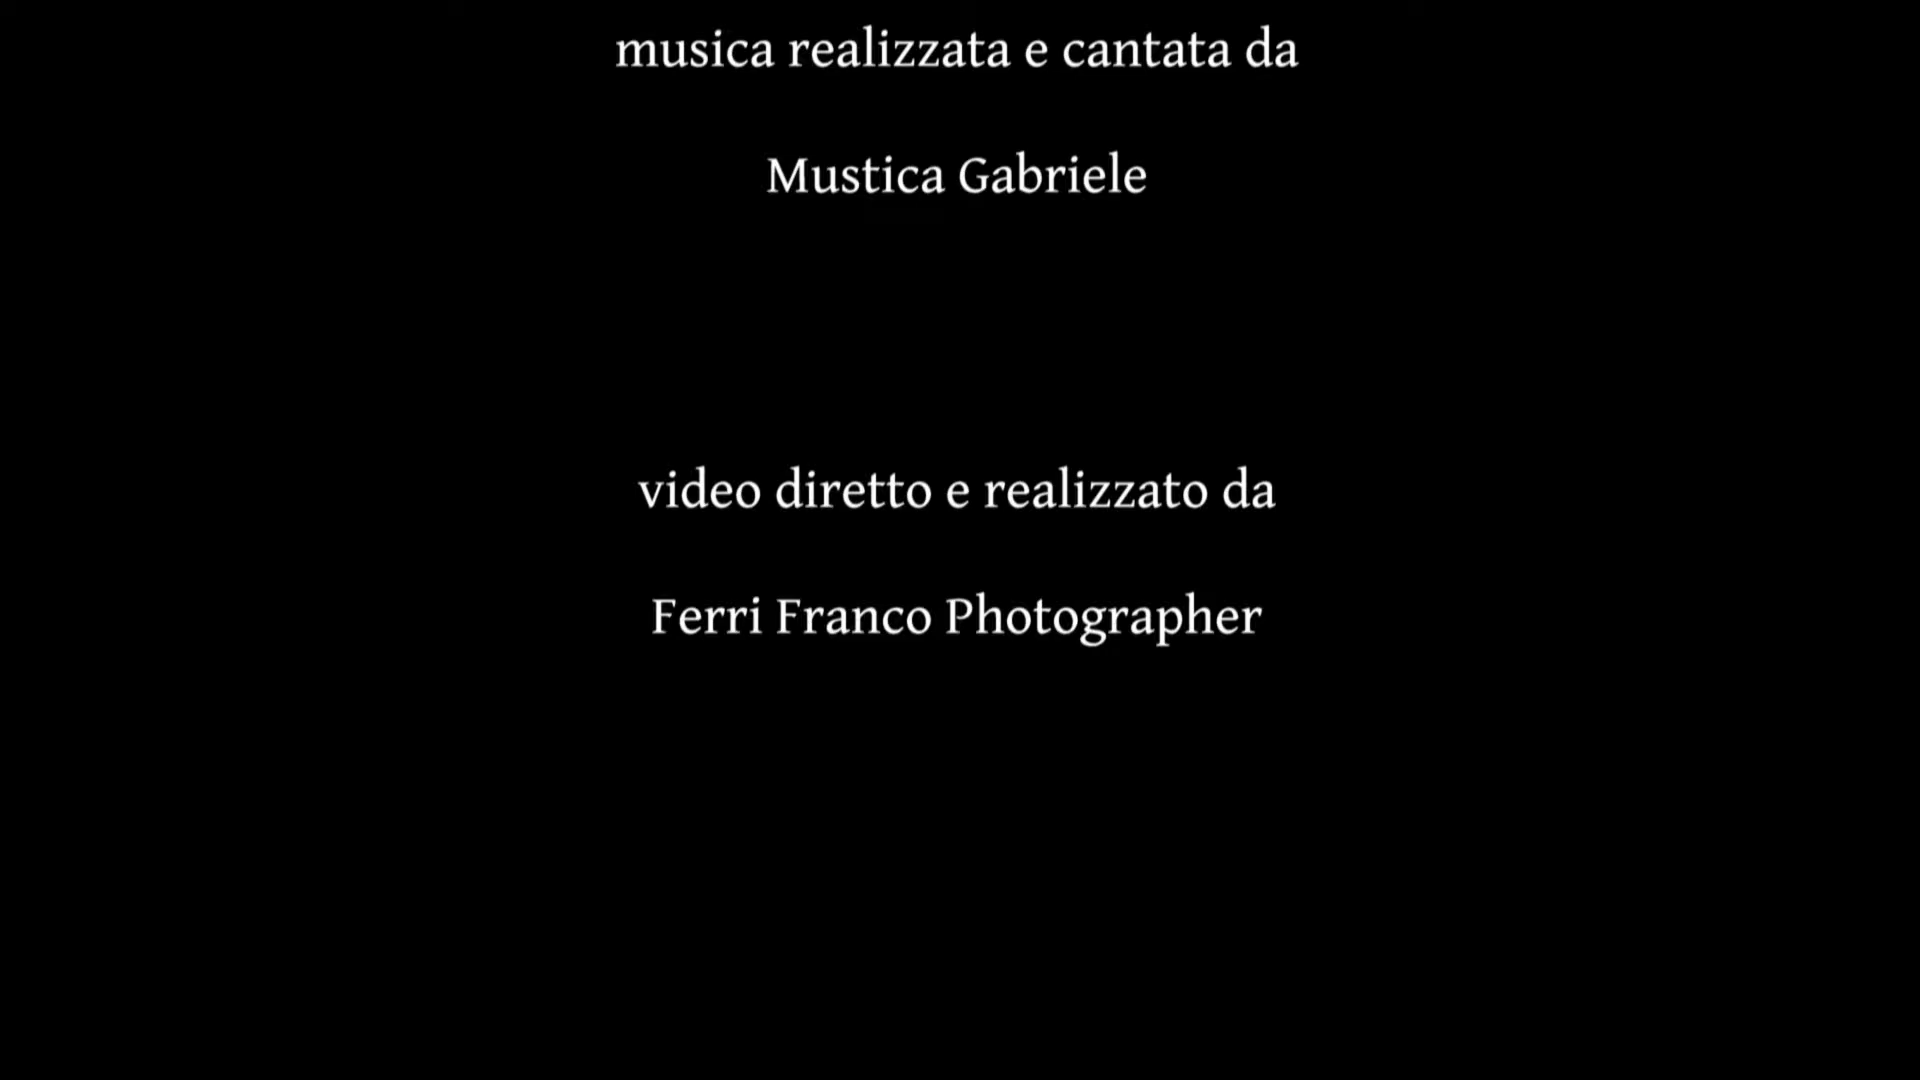 musica realizzata e cantata da
Mustica Gabriele
video diretto e realizzato da
Ferri Franco Photographer